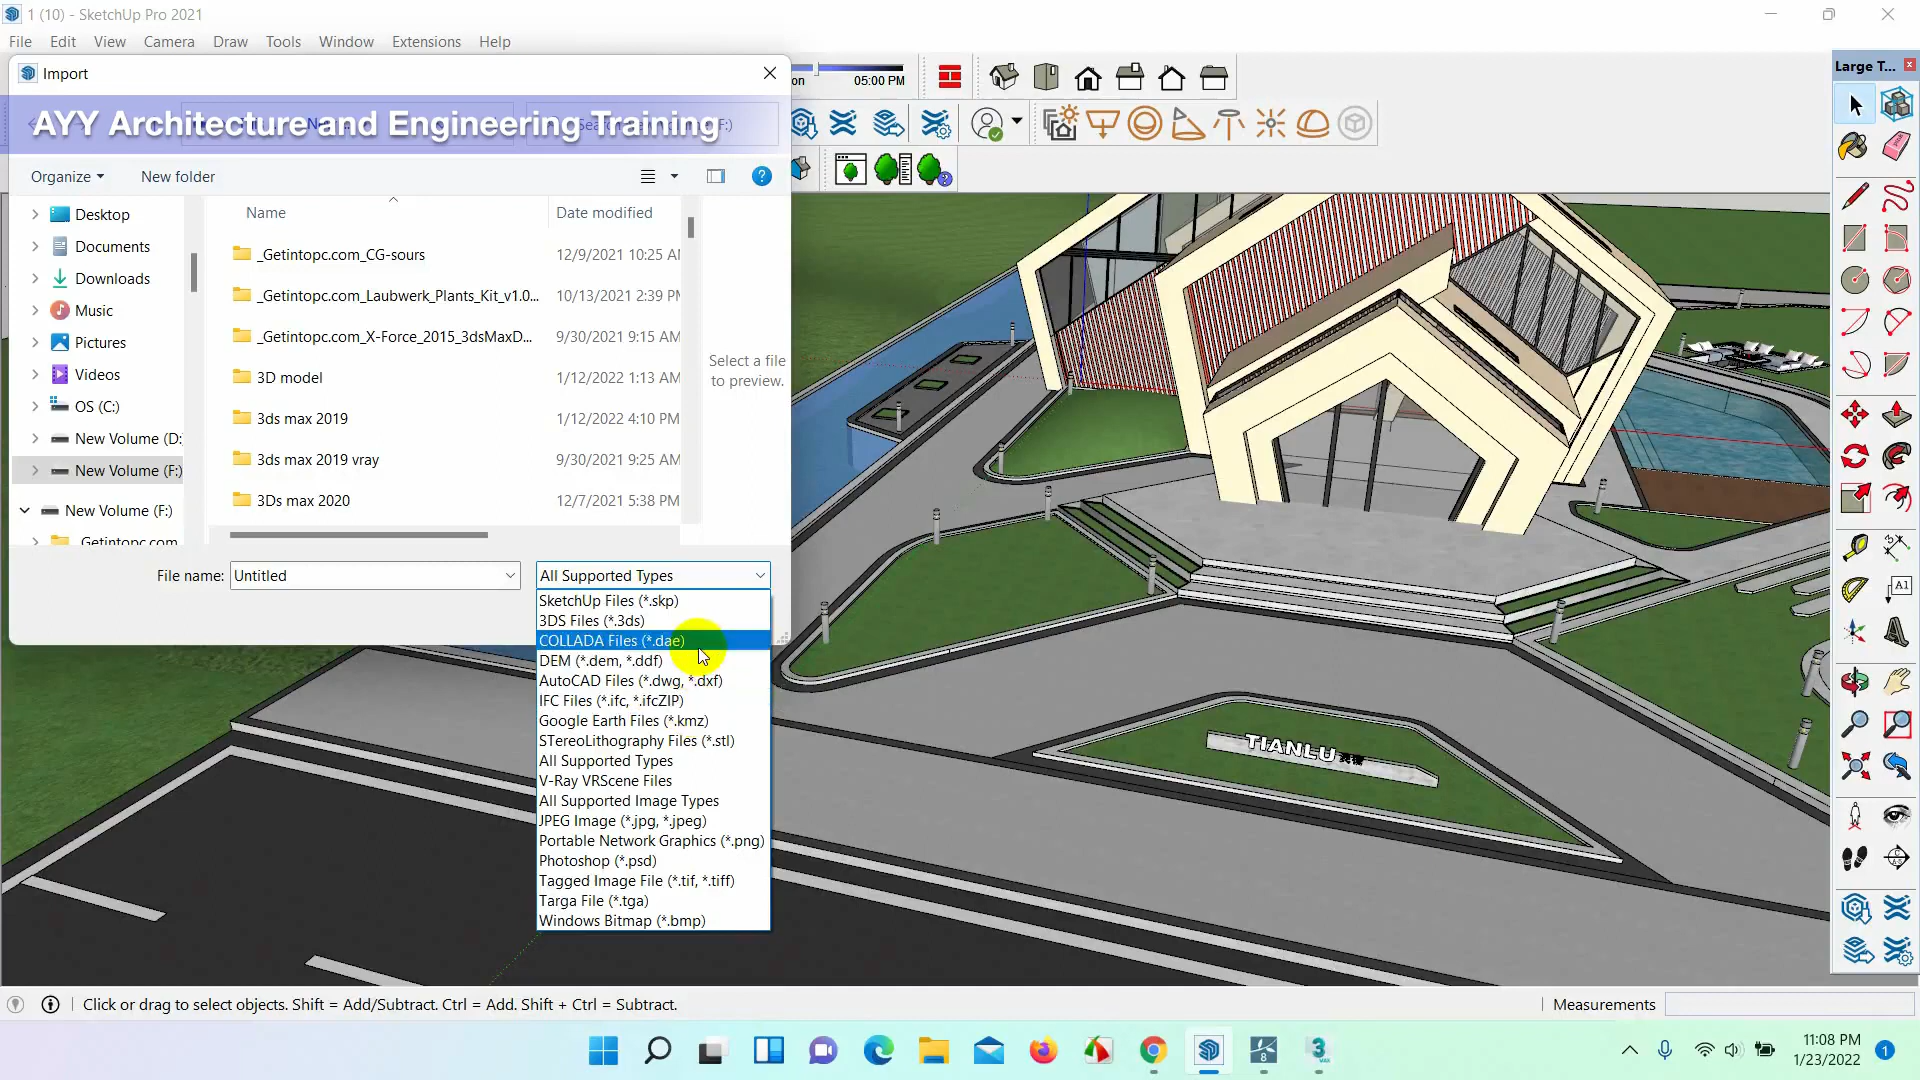 1 (10) - SketchUp Pro 2021
File Edit View Camera Draw Tools Window Extensions Help
Import
AYY Architecture and Engineering Training
05:00 PM
Large T...
Organize
New folder
Name
Date modified
Desktop
Documents
Downloads
Music
Pictures
Videos
OS (C:)
New Volume (D:
New Volume (F:)
New Volume (F:)
_Getintopc.com_CG-sours 12/9/2021 10:25 A
_Getintopc.com_Laubwerk_Plants_Kit_v1.0... 10/13/2021 2:39 P
_Getintopc.com_X-Force_2015_3dsMaxD... 9/30/2021 9:15 AM
3D model 1/12/2022 1:13 AM
3ds max 2019 1/12/2022 4:10 PM
3ds max 2019 vray 9/30/2021 9:25 AM
3Ds max 2020 12/7/2021 5:38 PM
Select a file
to preview.
File name: Untitled
All Supported Types
SketchUp Files (*.skp)
3DS Files (*.3ds)
COLLADA Files (*.dae)
DEM (*.dem, *.ddf)
AutoCAD Files (*.dwg, *.dxf)
IFC Files (*.ifc, *.ifcZIP)
Google Earth Files (*.kmz)
STereoLithography Files (*.stl)
All Supported Types
V-Ray VRScene Files
All Supported Image Types
JPEG Image (*.jpg, *.jpeg)
Portable Network Graphics (*.png)
Photoshop (*.psd)
Tagged Image File (*.tif, *.tiff)
Targa File (*.tga)
Windows Bitmap (*.bmp)
TIANLU
Click or drag to select objects. Shift = Add/Subtract. Ctrl = Add. Shift + Ctrl = Subtract.
Measurements
11:08 PM
1/23/2022
1